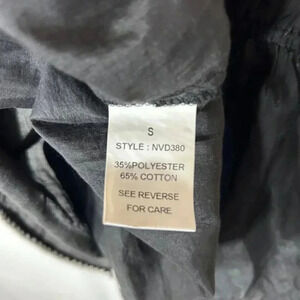 S
STYLE : NVD380
35%POLYESTER
65% COTTON
SEE REVERSE
FOR CARE